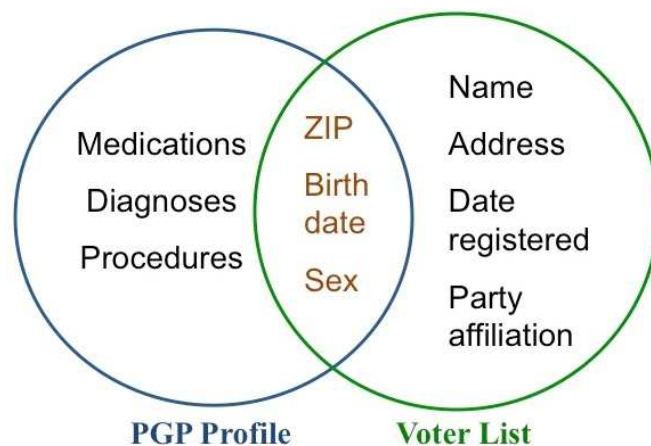 Medications
Diagnoses
Procedures
ZIP
Birth
date
Sex
Name
Address
Date
registered
Party
affiliation
PGP Profile
Voter List